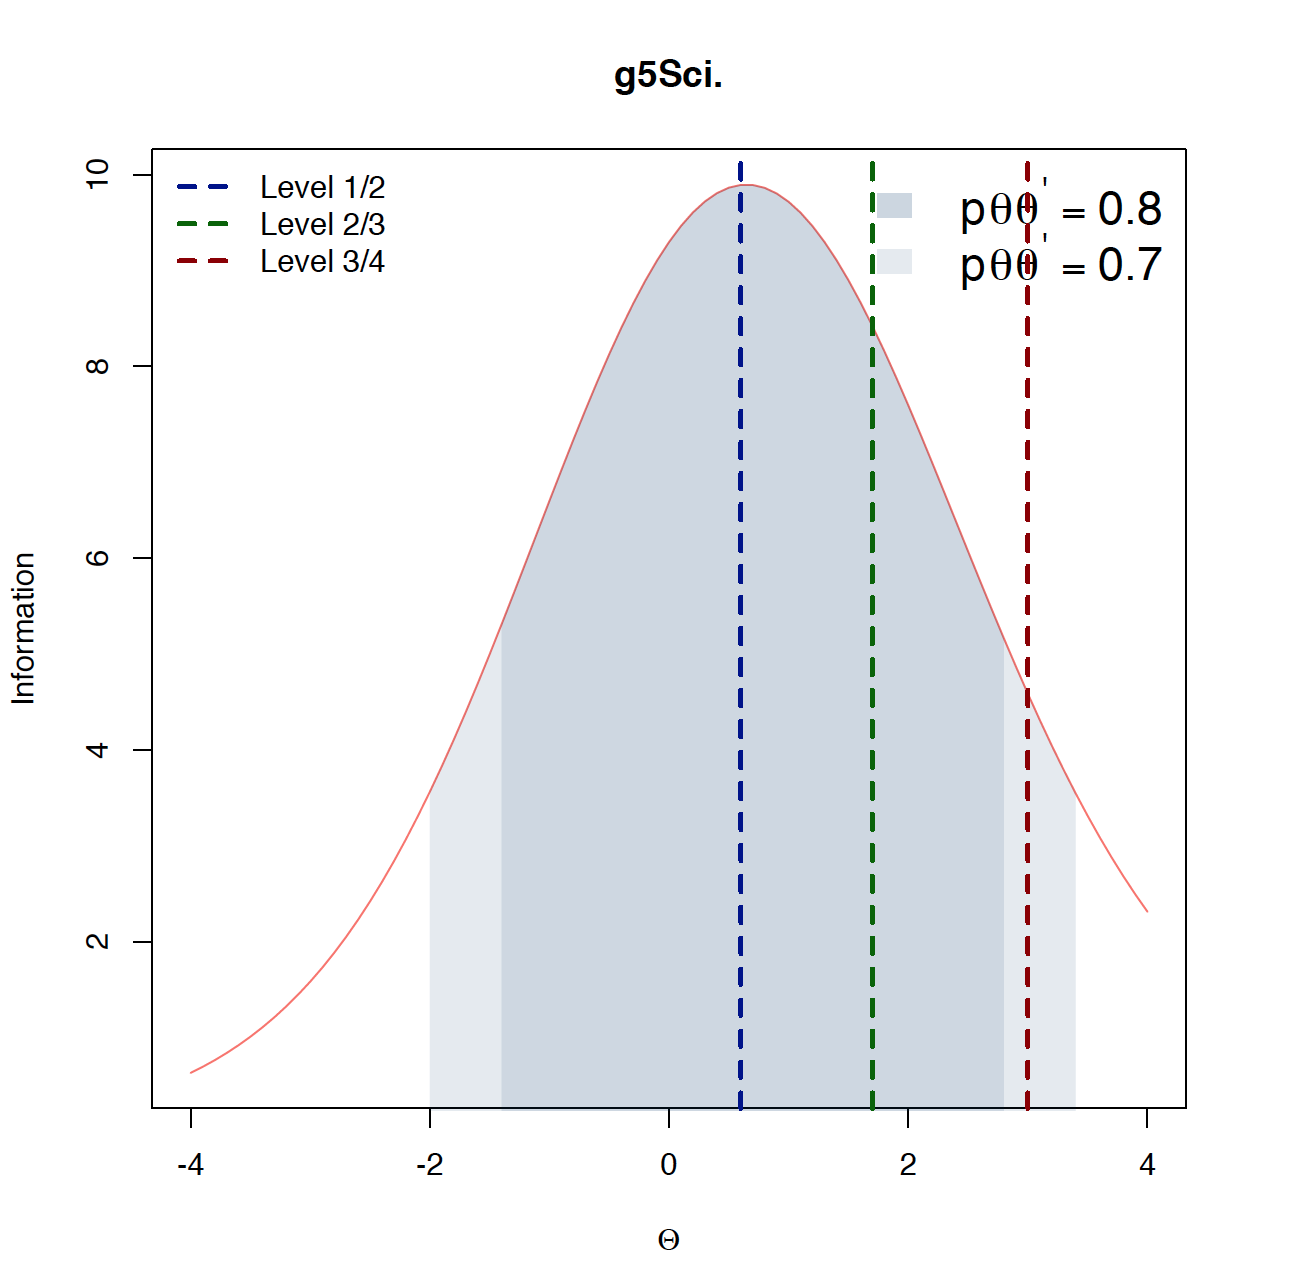 g5Sci.
Level 1/2
Level 2/3
Level 3/4
pθθ' = 0.8
pθθ' = 0.7
Information
10
8
6
4
2
-4 -2 0 2 4
Θ